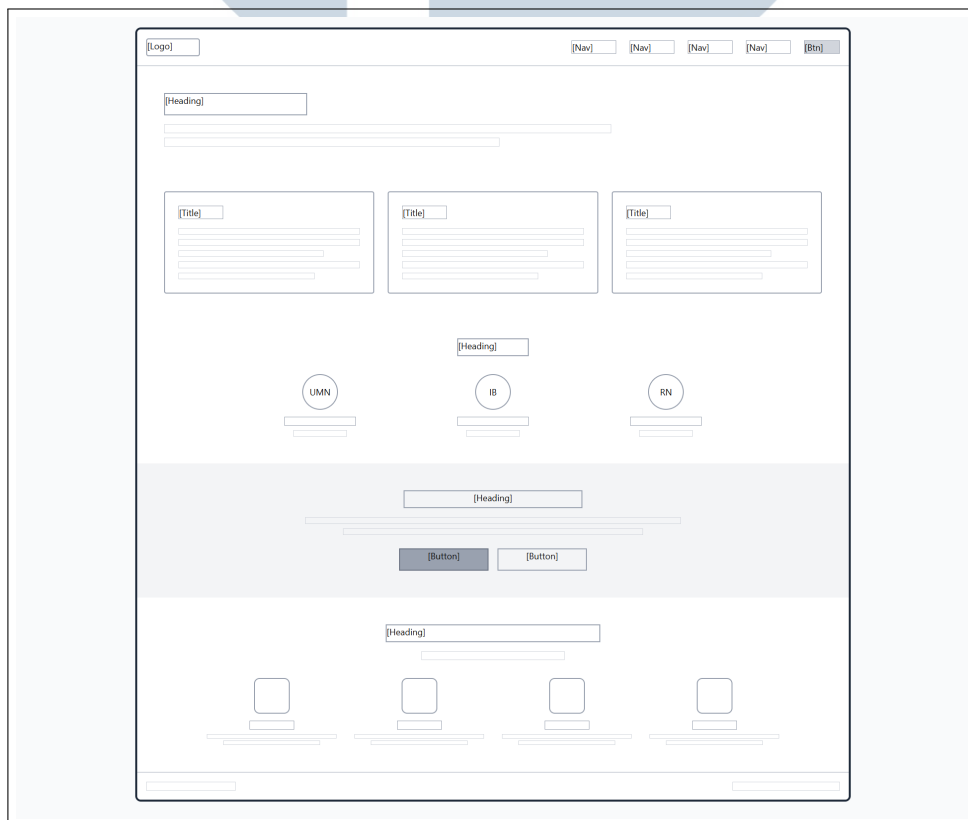 [Logo] [Nav] [Nav] [Nav] [Nav] [Btn]
[Heading]
[Title] [Title] [Title]
[Heading]
UMN IB RN
[Heading]
[Button] [Button]
[Heading]